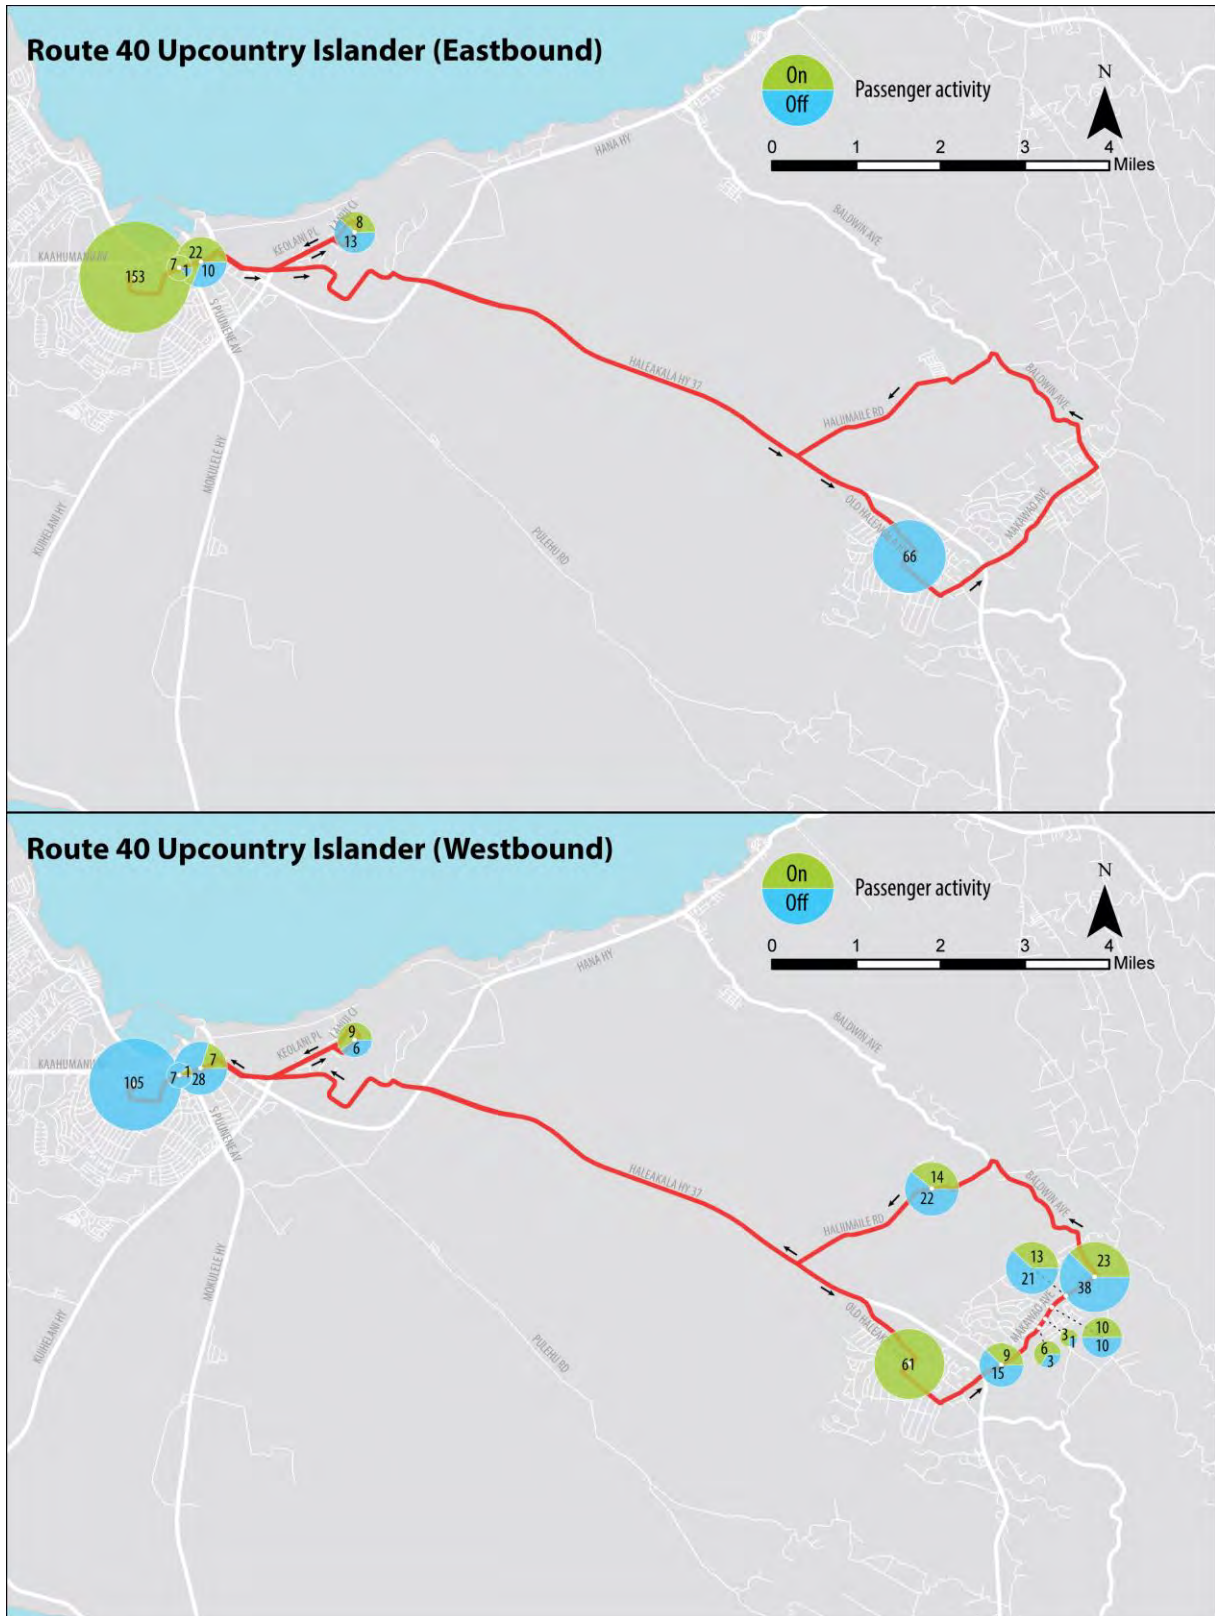 Route 40 Upcountry Islander (Eastbound)
On
Off
Passenger activity
N
0 1 2 3 4
Miles
HANA HY
BALDWIN AVE
KEOLANI PL
8
13
KAAHUMANU AV
153
7
1
22
10
S PUUNENE AV
HALEAKALA HY 37
BALDWIN AVE
HALIIMAILE RD
MOKULELE HY
KUIHELANI HY
PULEHU RD
MAKAWAO AVE
66
Route 40 Upcountry Islander (Westbound)
On
Off
Passenger activity
N
0 1 2 3 4
Miles
HANA HY
BALDWIN AVE
KEOLANI PL
9
6
105
7
1
7
28
S PUUNENE AV
HALEAKALA HY 37
BALDWIN AVE
14
22
HALIIMAILE RD
13
21
23
38
MAKAWAO AVE
10
10
3
1
6
3
9
15
61
MOKULELE HY
KUIHELANI HY
PULEHU RD